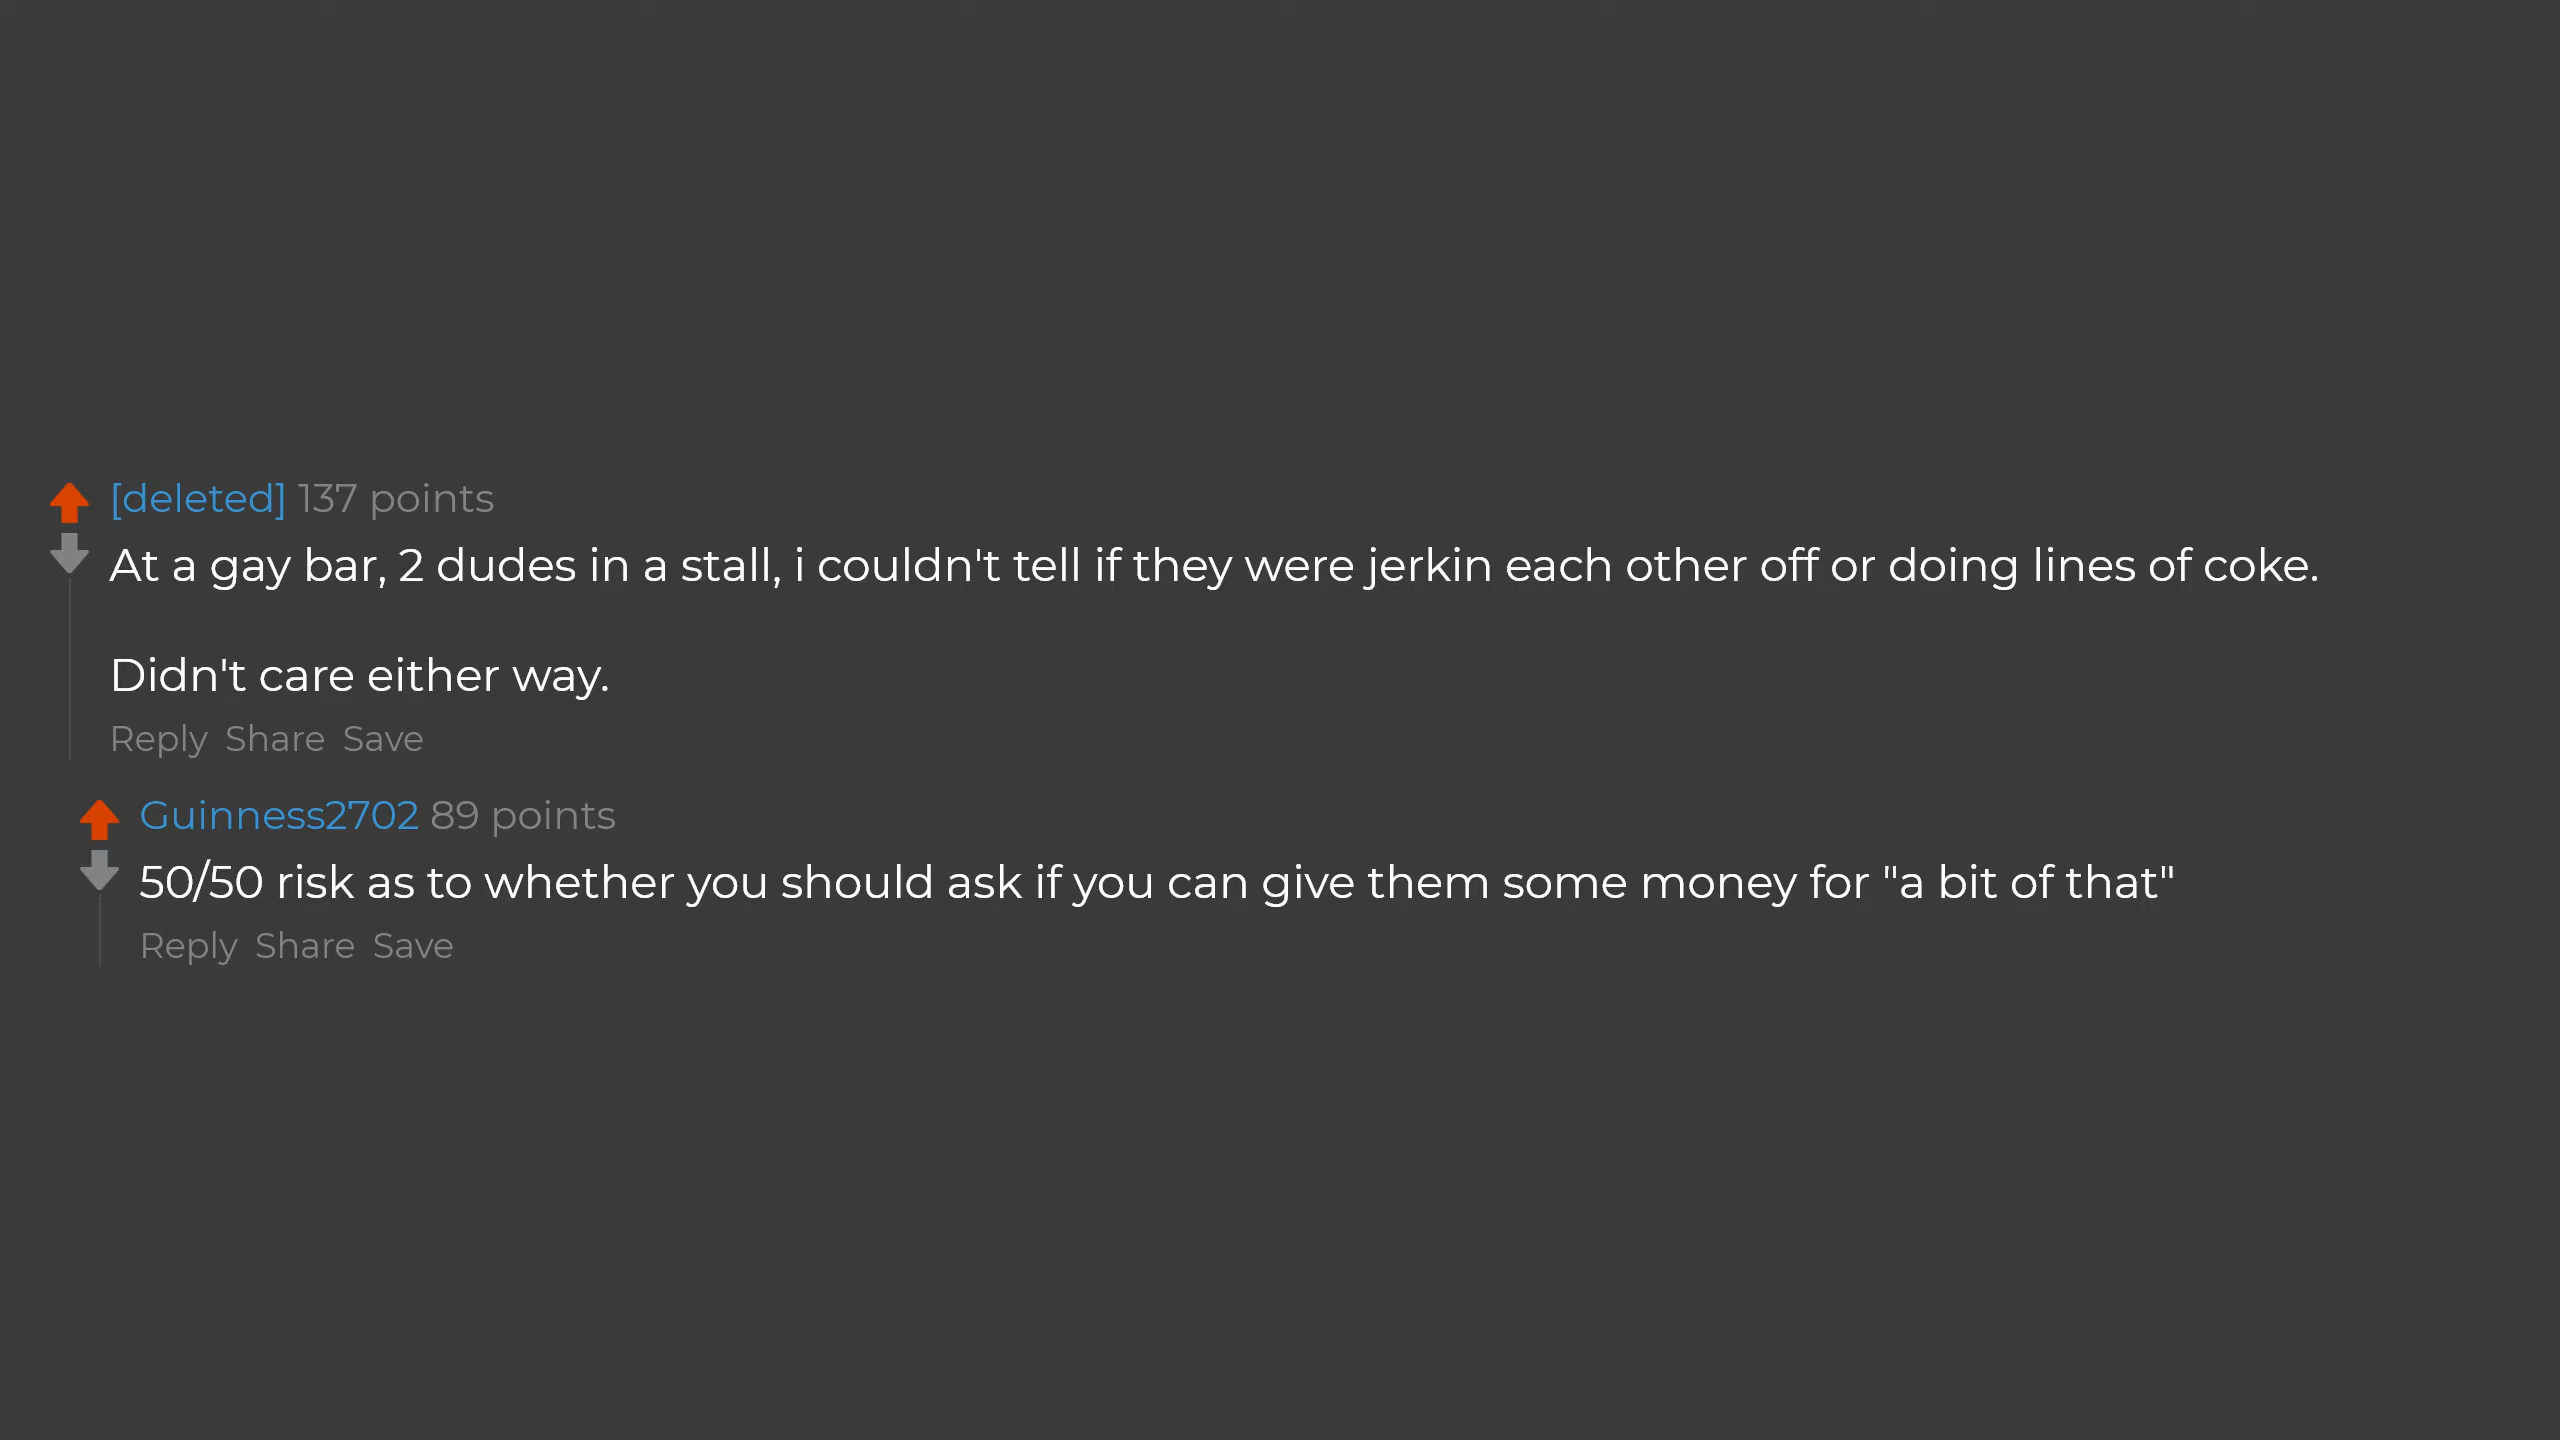 [deleted] 137 points
At a gay bar, 2 dudes in a stall, i couldn't tell if they were jerkin each other off or doing lines of coke.
Didn't care either way.
Reply Share Save
Guinness2702 89 points
50/50 risk as to whether you should ask if you can give them some money for "a bit of that"
Reply Share Save